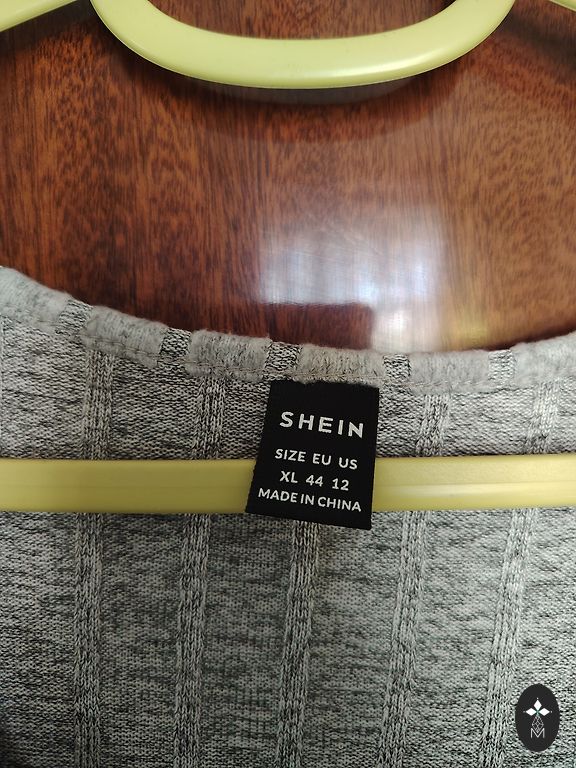 SHEIN
SIZE EU US
XL 44 12
MADE IN CHINA
M